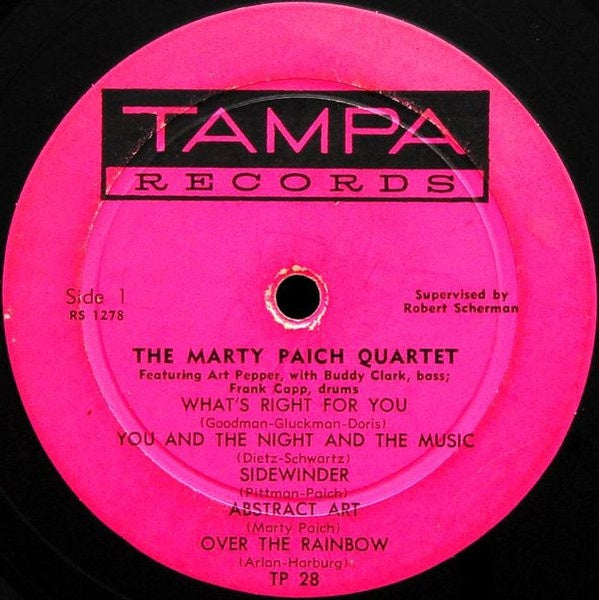 TAMPA
RECORDS
Side 1
RS 1278
Supervised by
Robert Scherman
THE MARTY PAICH QUARTET
Featuring Art Pepper, with Buddy Clark, bass;
Frank Capp, drums
WHAT'S RIGHT FOR YOU
(Goodman-Gluckman-Doris)
YOU AND THE NIGHT AND THE MUSIC
(Dietz-Schwartz)
SIDEWINDER
(Pittman-Paich)
ABSTRACT ART
(Marty Paich)
OVER THE RAINBOW
(Arlan-Harburg)
TP 28